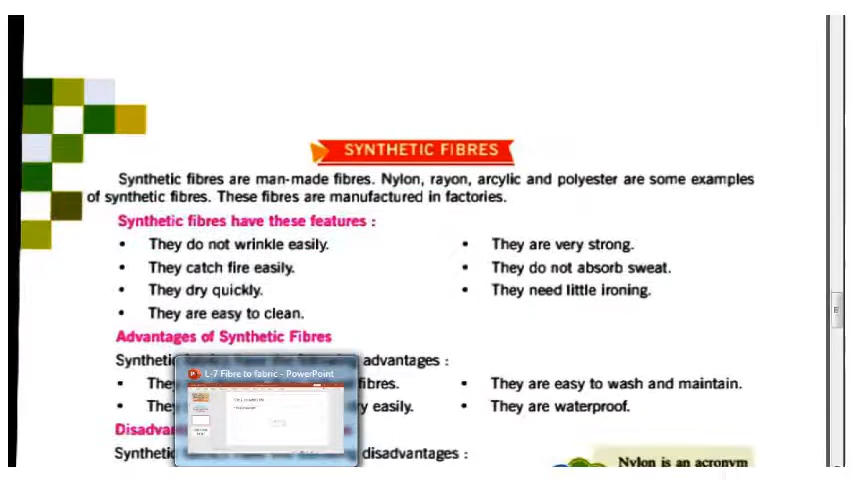 SYNTHETIC FIBRES
Synthetic fibres are man-made fibres. Nylon, rayon, arcylic and polyester are some examples
of synthetic fibres. These fibres are manufactured in factories.
Synthetic fibres have these features :
• They do not wrinkle easily.
• They are very strong.
• They catch fire easily.
• They do not absorb sweat.
• They dry quickly.
• They need little ironing.
• They are easy to clean.
Advantages of Synthetic Fibres
Synthetic advantages :
L-7 Fibre to fabric - PowerPoint
• They fibres.
• They are easy to wash and maintain.
• They dry easily.
• They are waterproof.
Synthetic disadvantages :
Nylon is an acronym